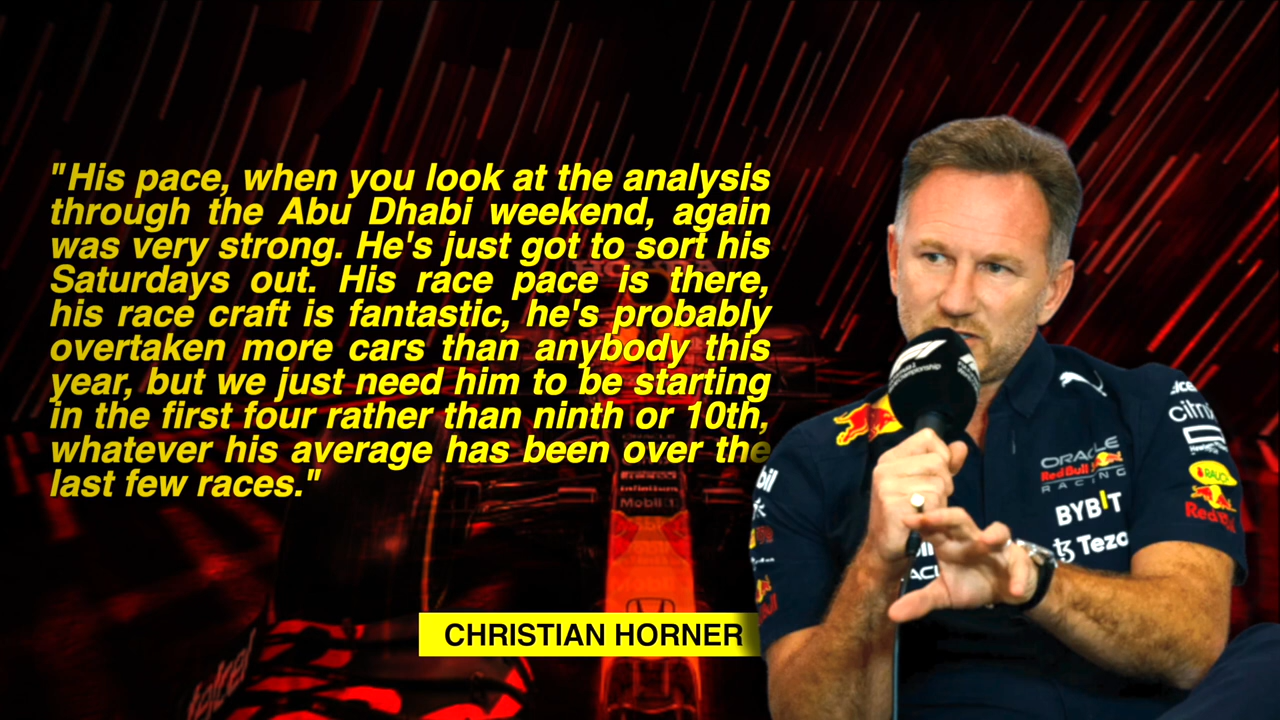 "His pace, when you look at the analysis
through the Abu Dhabi weekend, again
was very strong. He's just got to sort his
Saturdays out. His race pace is there,
his race craft is fantastic, he's probably
overtaken more cars than anybody this
year, but we just need him to be starting
in the first four rather than ninth or 10th,
whatever his average has been over the
last few races."
CHRISTIAN HORNER
Mobil 1
ORACLE
Red Bull
RACING
BYBIT
Tezo
citrix
RAUCH
Red Bull